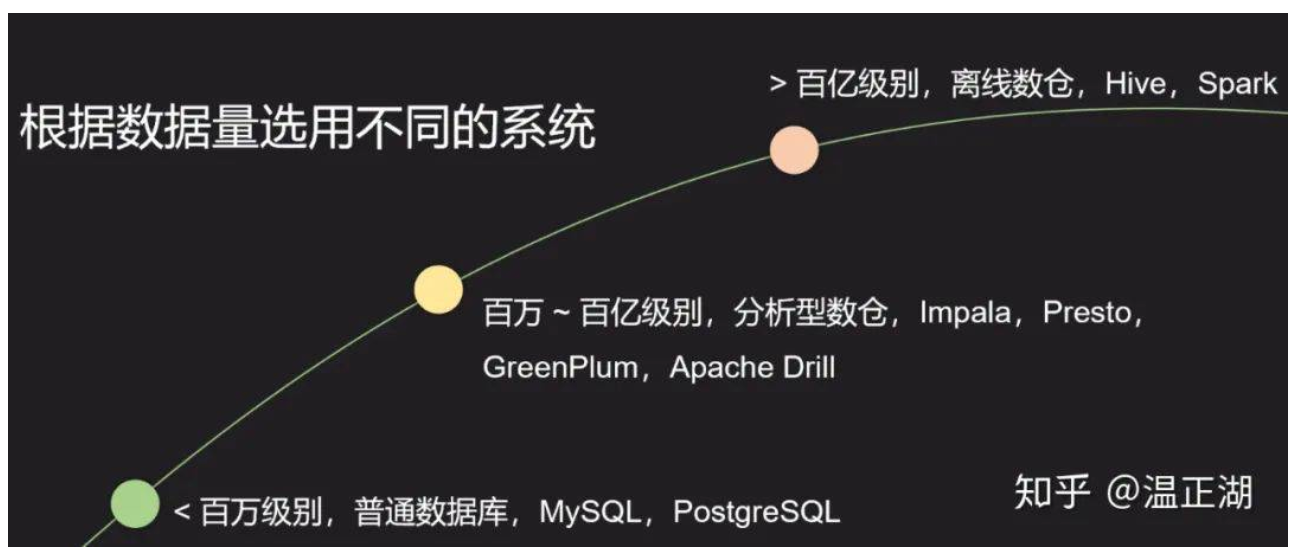 根据数据量选用不同的系统
> 百亿级别，离线数仓，Hive，Spark
百万 ~ 百亿级别，分析型数仓，Impala，Presto，
GreenPlum，Apache Drill
< 百万级别，普通数据库，MySQL，PostgreSQL
知乎 @温正湖